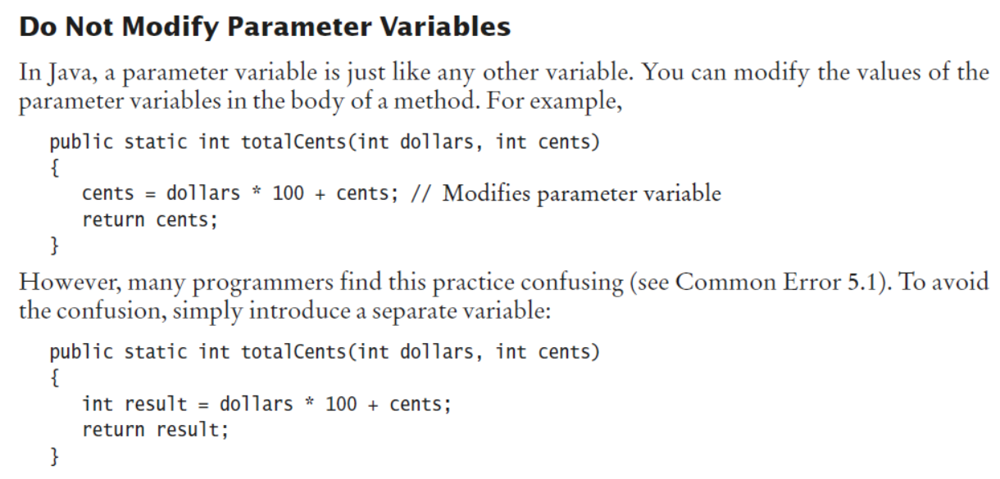 Do Not Modify Parameter Variables
In Java, a parameter variable is just like any other variable. You can modify the values of the
parameter variables in the body of a method. For example,
public static int totalCents(int dollars, int cents)
{
cents = dollars * 100 + cents; // Modifies parameter variable
return cents;
}
However, many programmers find this practice confusing (see Common Error 5.1). To avoid
the confusion, simply introduce a separate variable:
public static int totalCents(int dollars, int cents)
{
int result = dollars * 100 + cents;
return result;
}